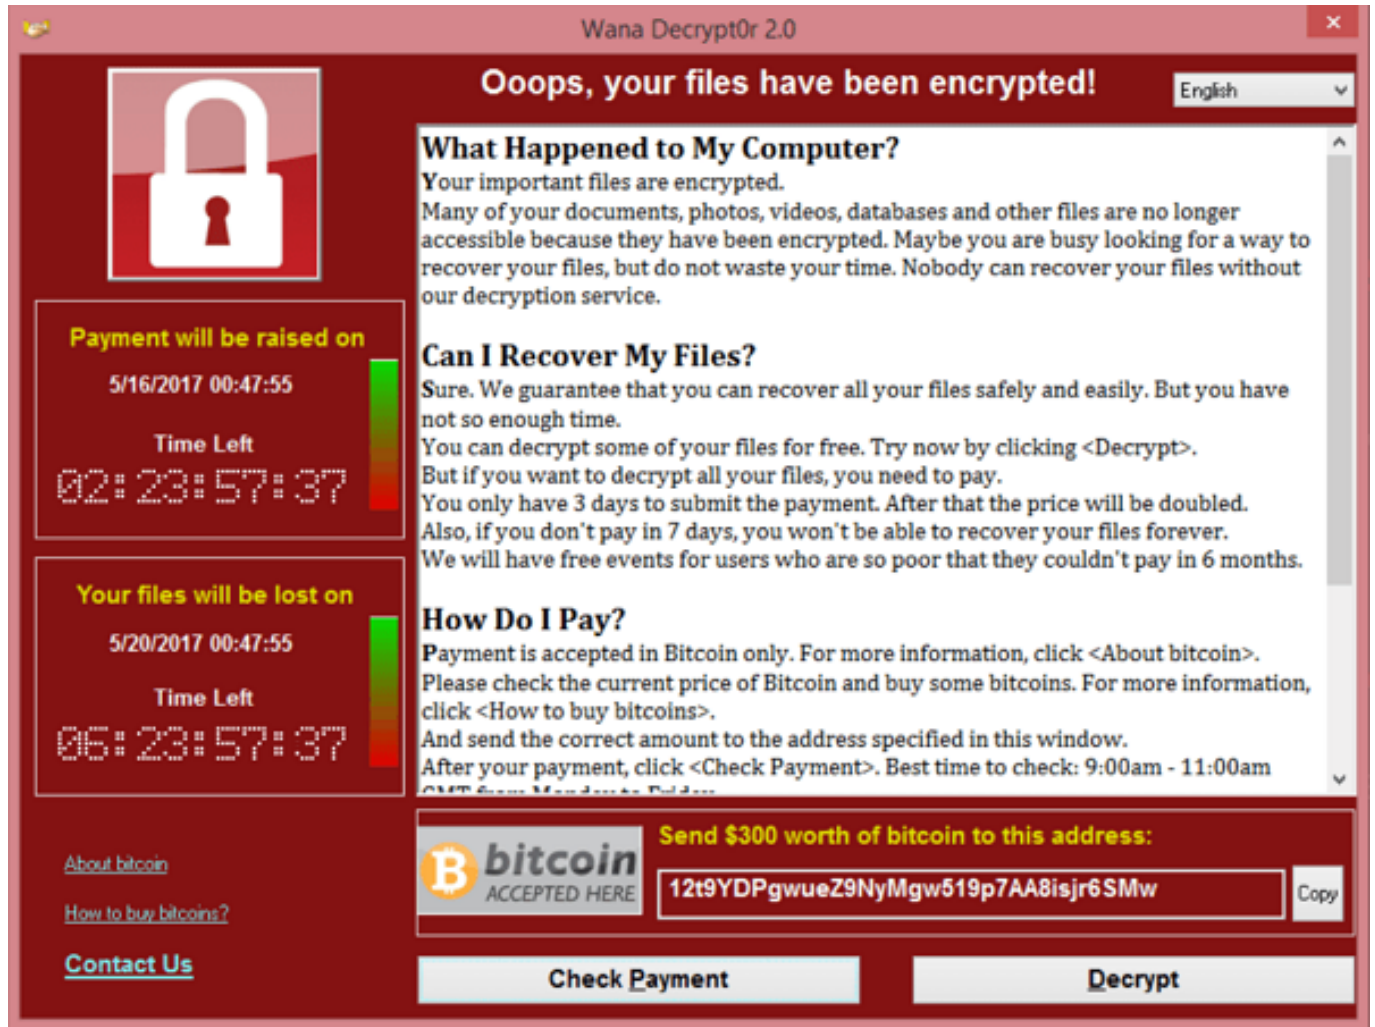 Wana Decrypt0r 2.0
Ooops, your files have been encrypted!
English
What Happened to My Computer?
Your important files are encrypted.
Many of your documents, photos, videos, databases and other files are no longer
accessible because they have been encrypted. Maybe you are busy looking for a way to
recover your files, but do not waste your time. Nobody can recover your files without
our decryption service.
Can I Recover My Files?
Sure. We guarantee that you can recover all your files safely and easily. But you have
not so enough time.
You can decrypt some of your files for free. Try now by clicking <Decrypt>.
But if you want to decrypt all your files, you need to pay.
You only have 3 days to submit the payment. After that the price will be doubled.
Also, if you don't pay in 7 days, you won't be able to recover your files forever.
We will have free events for users who are so poor that they couldn't pay in 6 months.
How Do I Pay?
Payment is accepted in Bitcoin only. For more information, click <About bitcoin>.
Please check the current price of Bitcoin and buy some bitcoins. For more information,
click <How to buy bitcoins>.
And send the correct amount to the address specified in this window.
After your payment, click <Check Payment>. Best time to check: 9:00am - 11:00am
GMT from Monday to Friday.
Payment will be raised on
5/16/2017 00:47:55
Time Left
02:23:57:37
Your files will be lost on
5/20/2017 00:47:55
Time Left
06:23:57:37
About bitcoin
How to buy bitcoins?
Contact Us
bitcoin
ACCEPTED HERE
Send $300 worth of bitcoin to this address:
12t9YDPgwueZ9NyMgw519p7AA8isjr6SMw
Copy
Check Payment
Decrypt